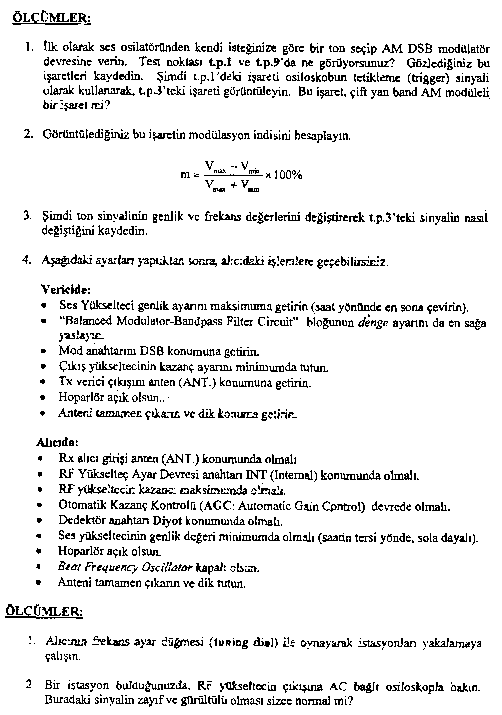 ÖLÇÜMLER:
1. İlk olarak ses osilatöründen kendi isteğinize göre bir ton seçip AM DSB modülatör
devresine verin. Test noktası t.p.1 ve t.p.9'da ne görüyorsunuz? Gözlediğiniz bu
işaretleri kaydedin. Şimdi t.p.1'deki işareti osiloskobun tetikleme (trigger) sinyali
olarak kullanarak, t.p.3'teki işareti görüntüleyin. Bu işaret, çift yan band AM modüleli
bir işaret mi?
2. Görüntülediğiniz bu işaretin modülasyon indisini hesaplayın.
m = (Vmax - Vmin) / (Vmax + Vmin) x 100%
3. Şimdi ton sinyalinin genlik ve frekans değerlerini değiştirerek t.p.3'teki sinyalin nasıl
değiştiğini kaydedin.
4. Aşağıdaki ayarları yaptıktan sonra, alıcıdaki işlemlere geçebilirsiniz.
Vericide:
• Ses Yükselteci genlik ayarını maksimuma getirin (saat yönünde en sona çevirin).
• "Balanced Modulator-Bandpass Filter Circuit" bloğunun denge ayarını da en sağa
yaslayın.
• Mod anahtarını DSB konumuna getirin.
• Çıkış yükseltecinin kazanç ayarını minimumda tutun.
• Tx verici çıkışını anten (ANT.) konumuna getirin.
• Hoparlör açık olsun..
• Anteni tamamen çıkarın ve dik konuma getirin.
Alıcıda:
• Rx alıcı girişi anten (ANT.) konumunda olmalı
• RF Yükselteç Ayar Devresi anahtarı INT (Internal) konumunda olmalı.
• RF yükseltecin kazancı maksimumda olmalı.
• Otomatik Kazanç Kontrolü (AGC: Automatic Gain Control) devrede olmalı.
• Dedektör anahtarı Diyot konumunda olmalı.
• Ses yükseltecinin genlik değeri minimumda olmalı (saatin tersi yönde, sola dayalı).
• Hoparlör açık olsun.
• Beat Frequency Oscillator kapalı olsun.
• Anteni tamamen çıkarın ve dik tutun.
ÖLÇÜMLER:
1. Alıcının frekans ayar düğmesi (tuning dial) ile oynayarak istasyonları yakalamaya
çalışın.
2 Bir istasyon bulduğunuzda, RF yükseltecin çıkışına AC bağlı osiloskopla bakın.
Buradaki sinyalin zayıf ve gürültülü olması sizce normal mi?